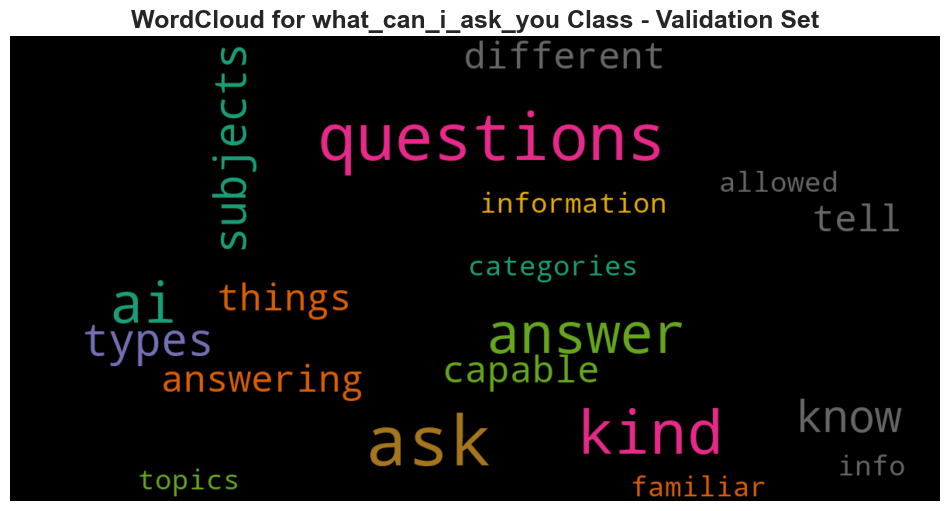 WordCloud for what_can_i_ask_you Class - Validation Set
different
subjects
questions
allowed
information
tell
categories
things
ai
answer
types
capable
answering
kind
know
ask
info
topics
familiar